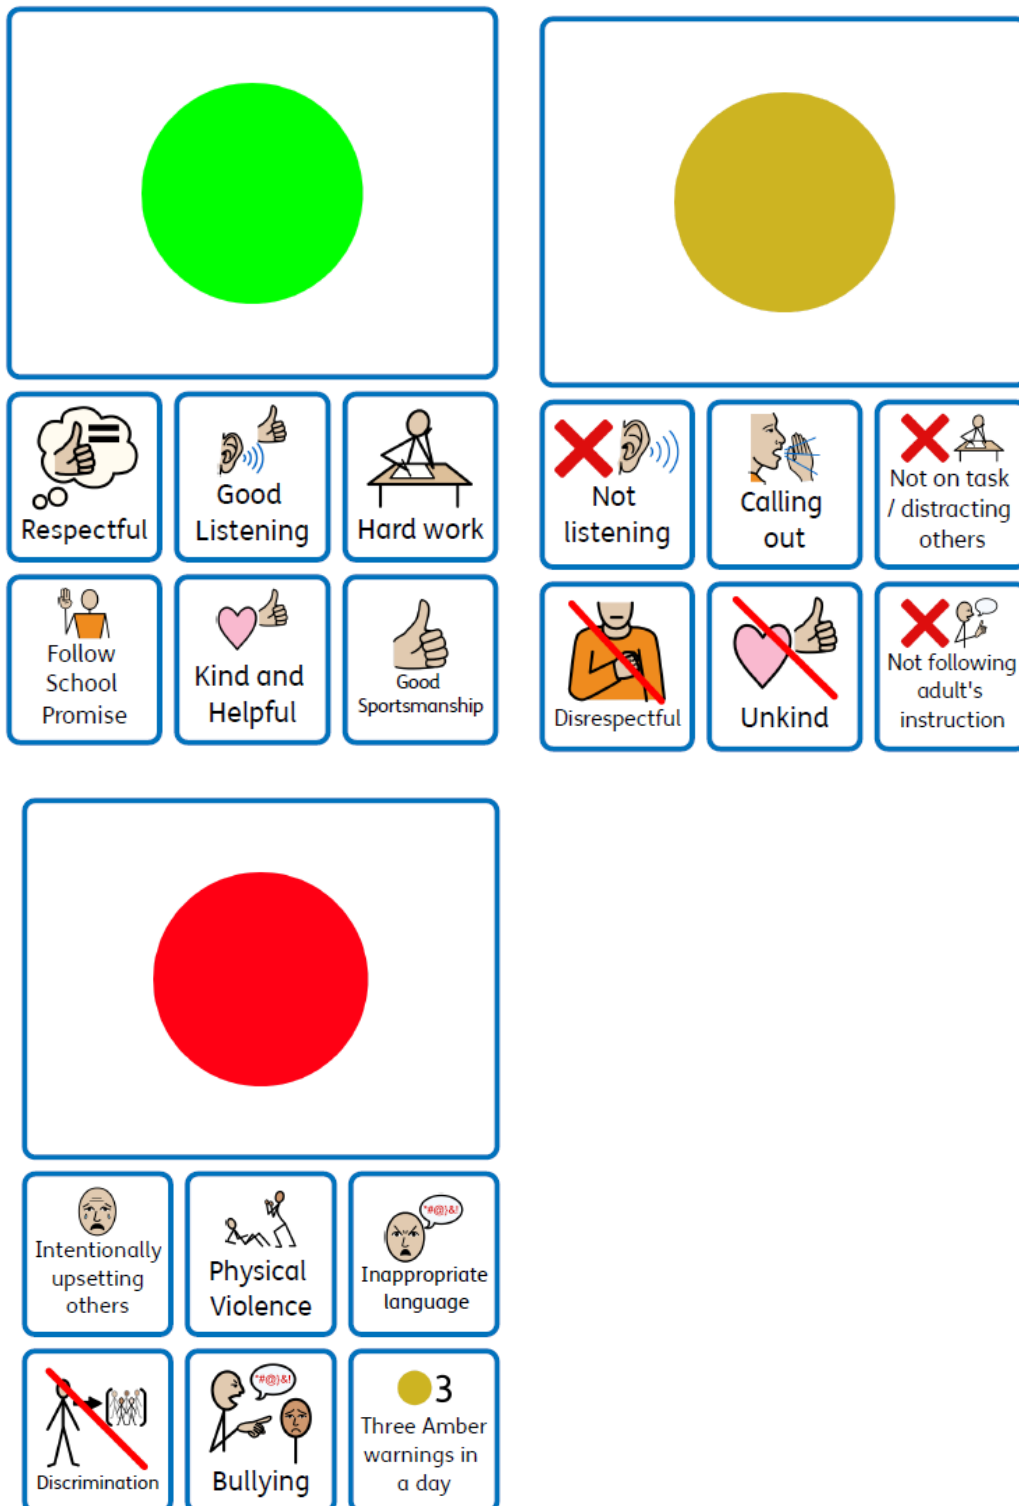 Respectful
Good
Listening
Hard work
Follow
School
Promise
Kind and
Helpful
Good
Sportsmanship
Not
listening
Calling
out
Not on task
/ distracting
others
Disrespectful
Unkind
Not following
adult's
instruction
Intentionally
upsetting
others
Physical
Violence
*#@}&!
Inappropriate
language
Discrimination
*#@}&!
Bullying
3
Three Amber
warnings in
a day